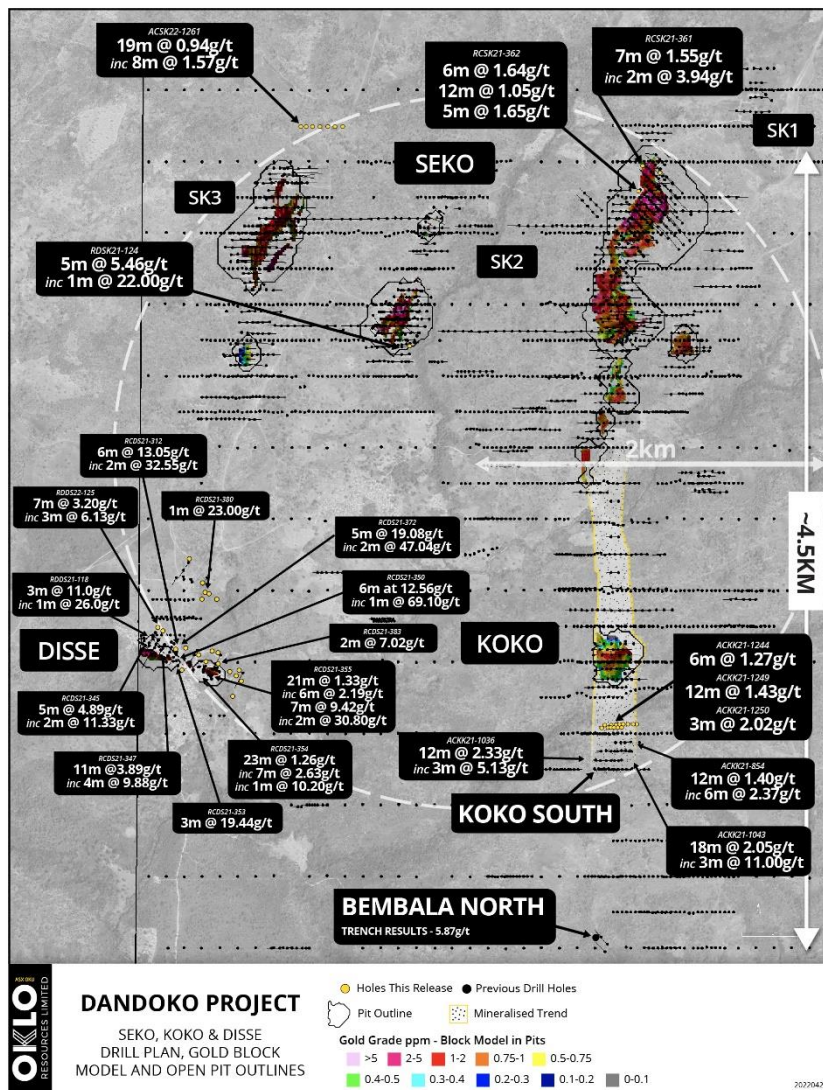 ACSK22-1261
19m @ 0.94g/t
inc 8m @ 1.57g/t
RCSK21-362
6m @ 1.64g/t
12m @ 1.05g/t
5m @ 1.65g/t
RCSK21-361
7m @ 1.55g/t
inc 2m @ 3.94g/t
SK1
SEKO
SK3
SK2
RDSK21-124
5m @ 5.46g/t
inc 1m @ 22.00g/t
2km
~4.5KM
RCDS21-312
6m @ 13.05g/t
inc 2m @ 32.55g/t
RDDS22-125
7m @ 3.20g/t
inc 3m @ 6.13g/t
RCDS21-380
1m @ 23.00g/t
RCDS21-372
5m @ 19.08g/t
inc 2m @ 47.04g/t
RDDS21-118
3m @ 11.0g/t
inc 1m @ 26.0g/t
RCDS21-350
6m at 12.56g/t
inc 1m @ 69.10g/t
RCDS21-383
2m @ 7.02g/t
DISSE
KOKO
RCDS21-355
21m @ 1.33g/t
inc 6m @ 2.19g/t
7m @ 9.42g/t
inc 2m @ 30.80g/t
ACKK21-1244
6m @ 1.27g/t
ACKK21-1249
12m @ 1.43g/t
ACKK21-1250
3m @ 2.02g/t
RCDS21-345
5m @ 4.89g/t
inc 2m @ 11.33g/t
RCDS21-347
11m @3.89g/t
inc 4m @ 9.88g/t
RCDS21-354
23m @ 1.26g/t
inc 7m @ 2.63g/t
inc 1m @ 10.20g/t
RCDS21-353
3m @ 19.44g/t
ACKK21-1036
12m @ 2.33g/t
inc 3m @ 5.13g/t
ACKK21-854
12m @ 1.40g/t
inc 6m @ 2.37g/t
KOKO SOUTH
ACKK21-1043
18m @ 2.05g/t
inc 3m @ 11.00g/t
BEMBALA NORTH
TRENCH RESULTS - 5.87g/t
ASX OKU
OKLO
RESOURCES LIMITED
DANDOKO PROJECT
SEKO, KOKO & DISSE
DRILL PLAN, GOLD BLOCK
MODEL AND OPEN PIT OUTLINES
Holes This Release
Previous Drill Holes
Pit Outline
Mineralised Trend
Gold Grade ppm - Block Model in Pits
>5
2-5
1-2
0.75-1
0.5-0.75
0.4-0.5
0.3-0.4
0.2-0.3
0.1-0.2
0-0.1